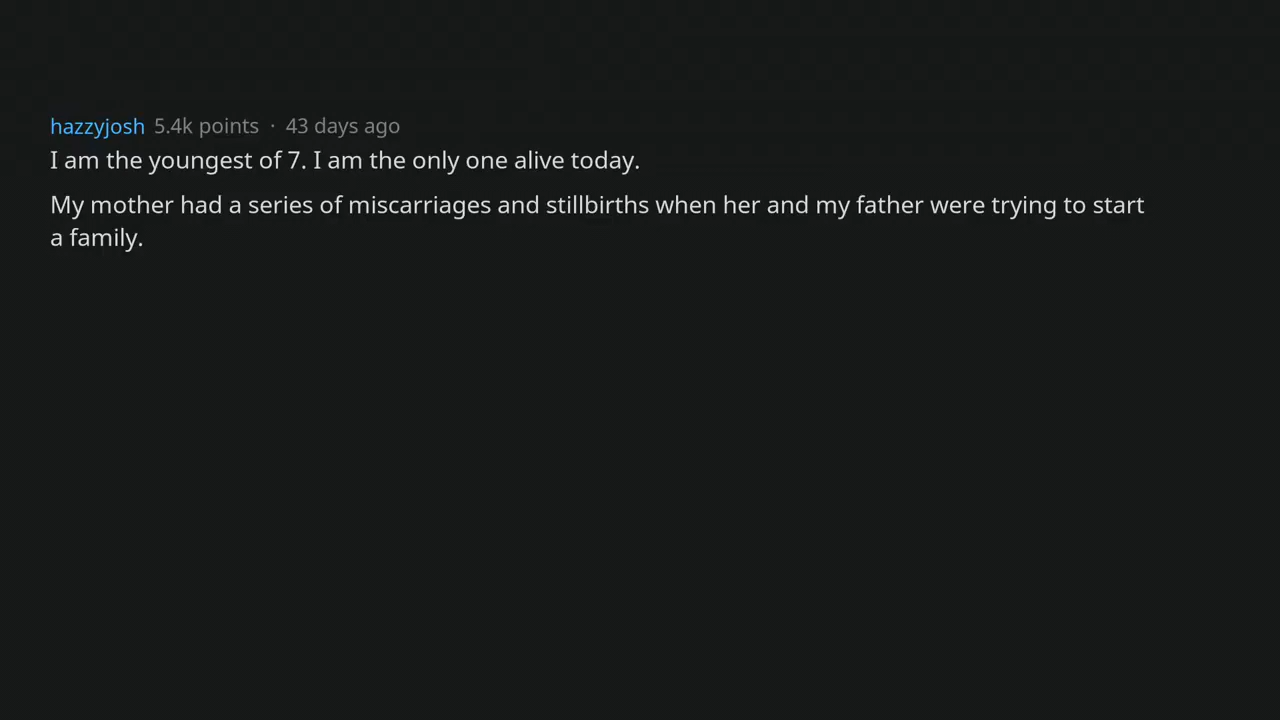 hazzyjosh 5.4k points · 43 days ago
I am the youngest of 7. I am the only one alive today.
My mother had a series of miscarriages and stillbirths when her and my father were trying to start
a family.